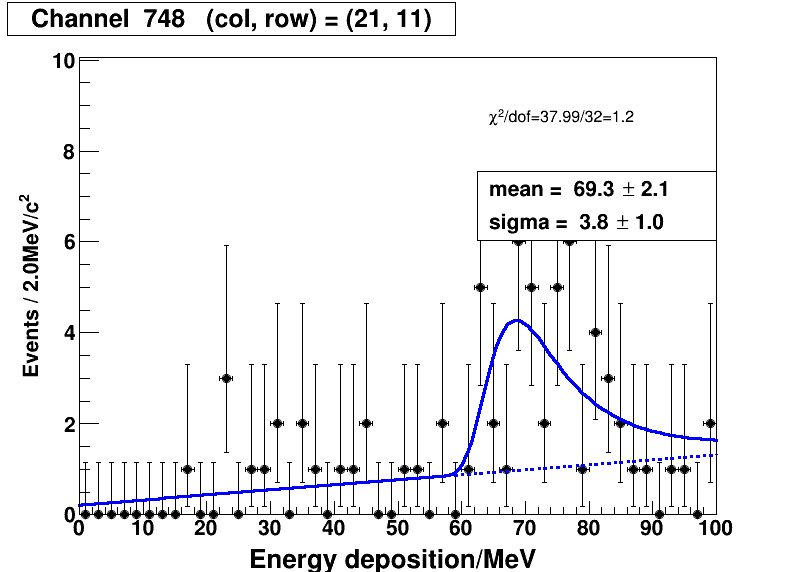 Channel 748 (col, row) = (21, 11)
χ²/dof=37.99/32=1.2
mean = 69.3 ± 2.1
sigma = 3.8 ± 1.0
Events / 2.0MeV/c²
10
8
6
4
2
0
0 10 20 30 40 50 60 70 80 90 100
Energy deposition/MeV